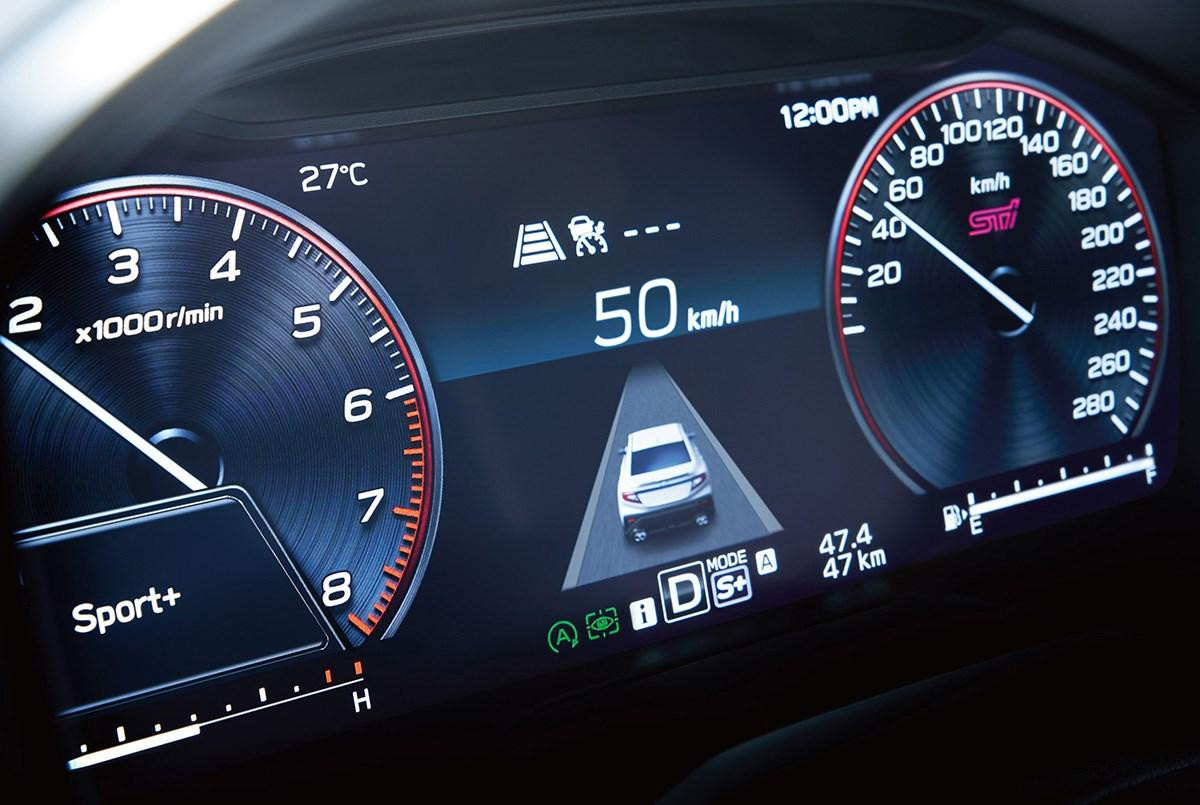 12:00PM
27°C
2 3 4 5 6 7 8
x1000r/min
50 km/h
20 40 60 80 100 120 140 160 180 200 220 240 260 280
km/h
STI
Sport+
H
D
MODE
S+
A
A
i
47.4
47 km
E
F